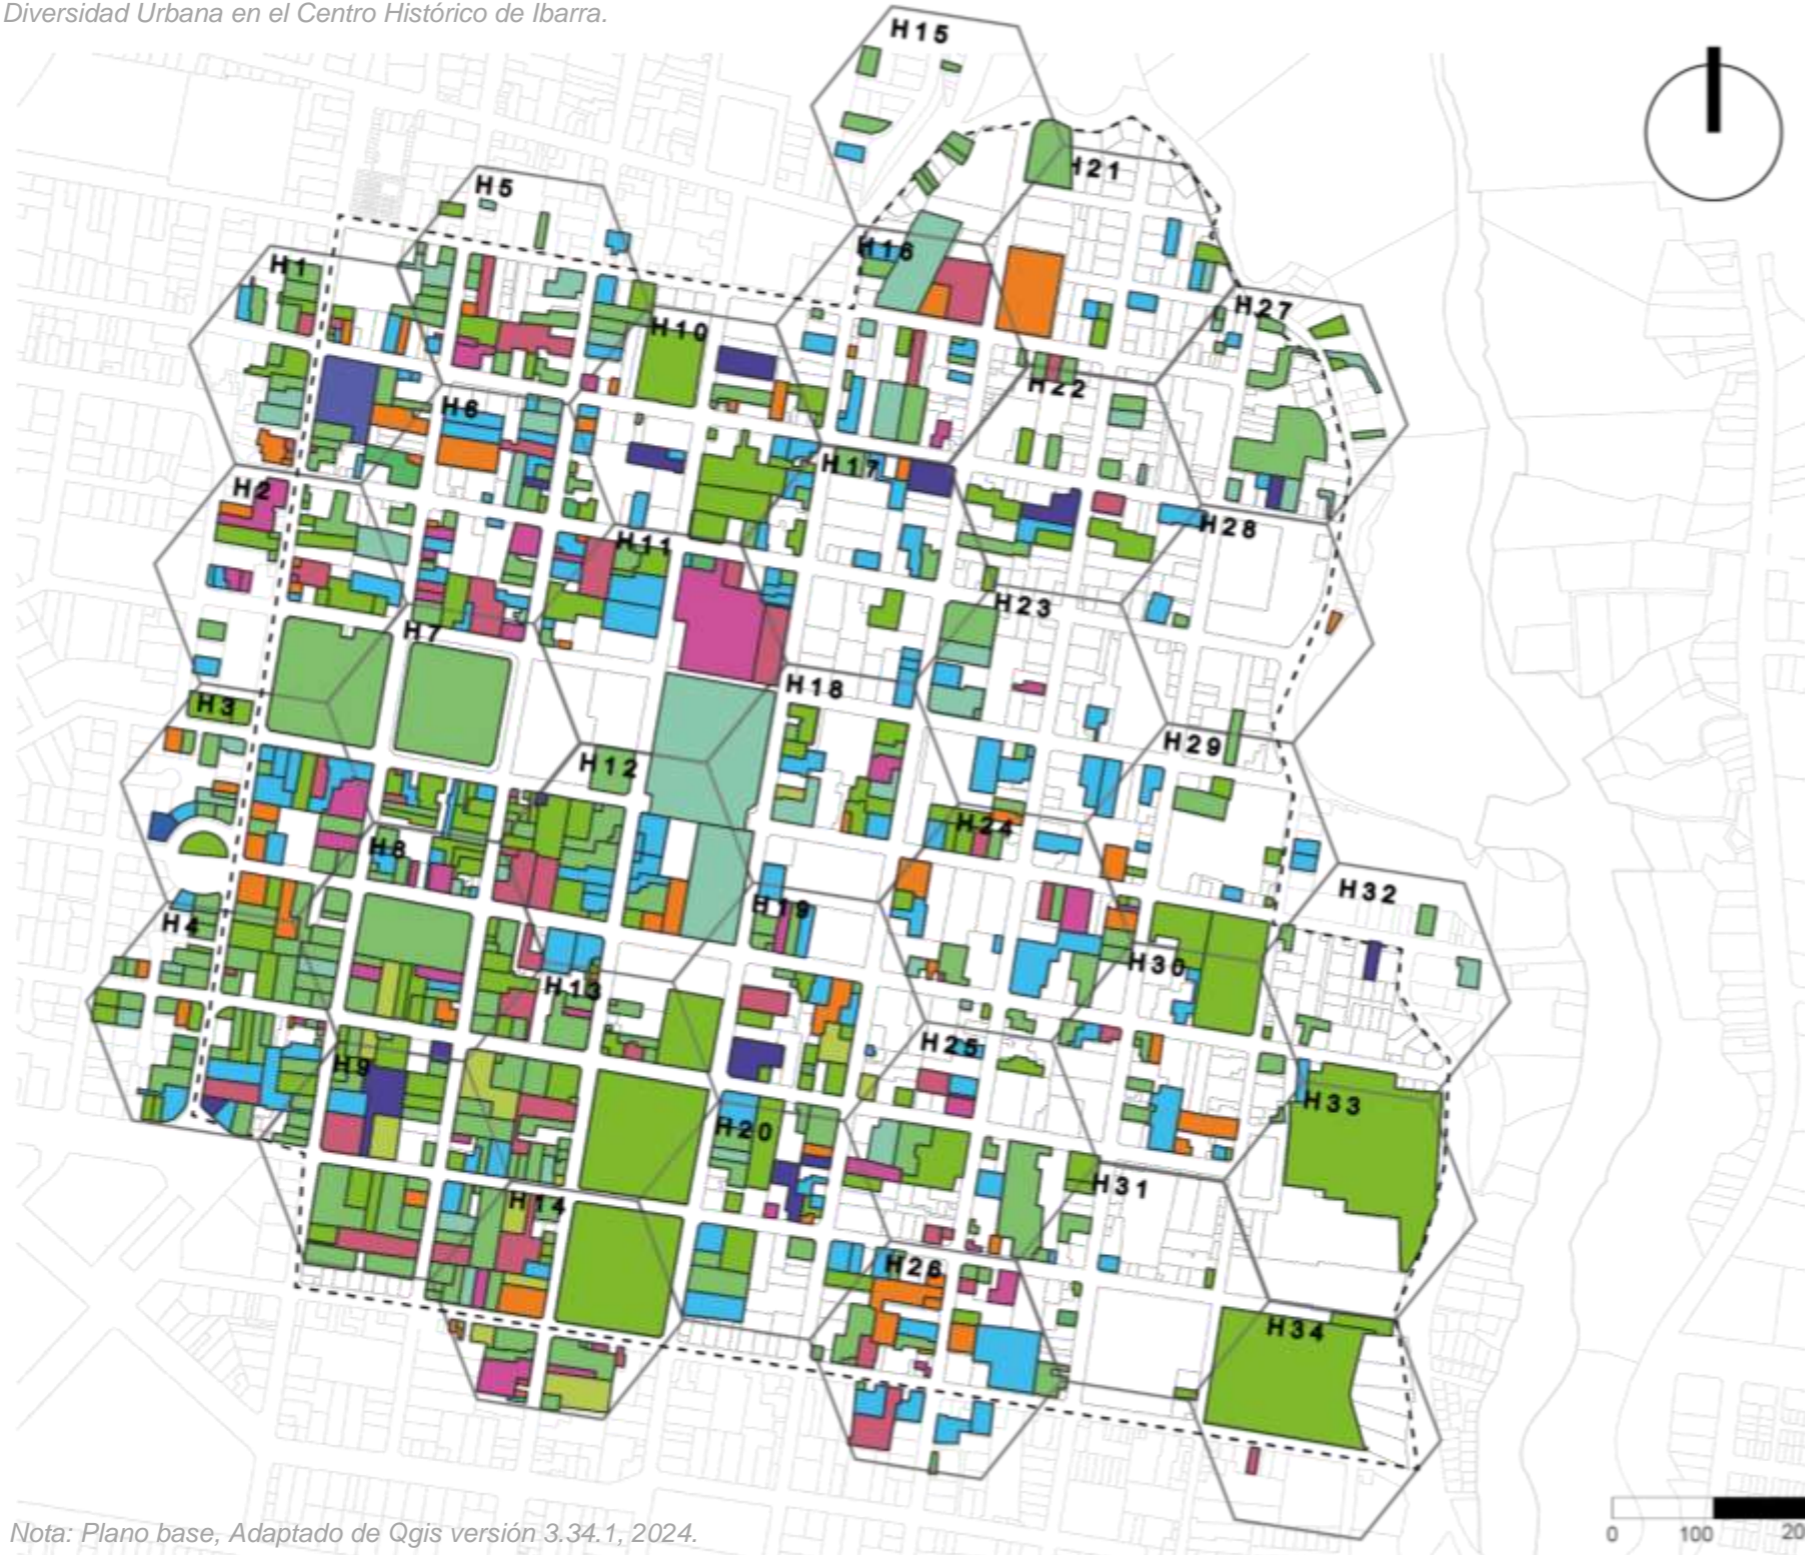 Diversidad Urbana en el Centro Histórico de Ibarra.
H15
H21
H5
H16
H1
H27
H10
H22
H6
H17
H2
H28
H11
H23
H7
H18
H3
H29
H12
H24
H8
H32
H19
H4
H30
H13
H25
H9
H33
H20
H31
H14
H26
H34
Nota: Plano base, Adaptado de Qgis versión 3.34.1, 2024.
0 100